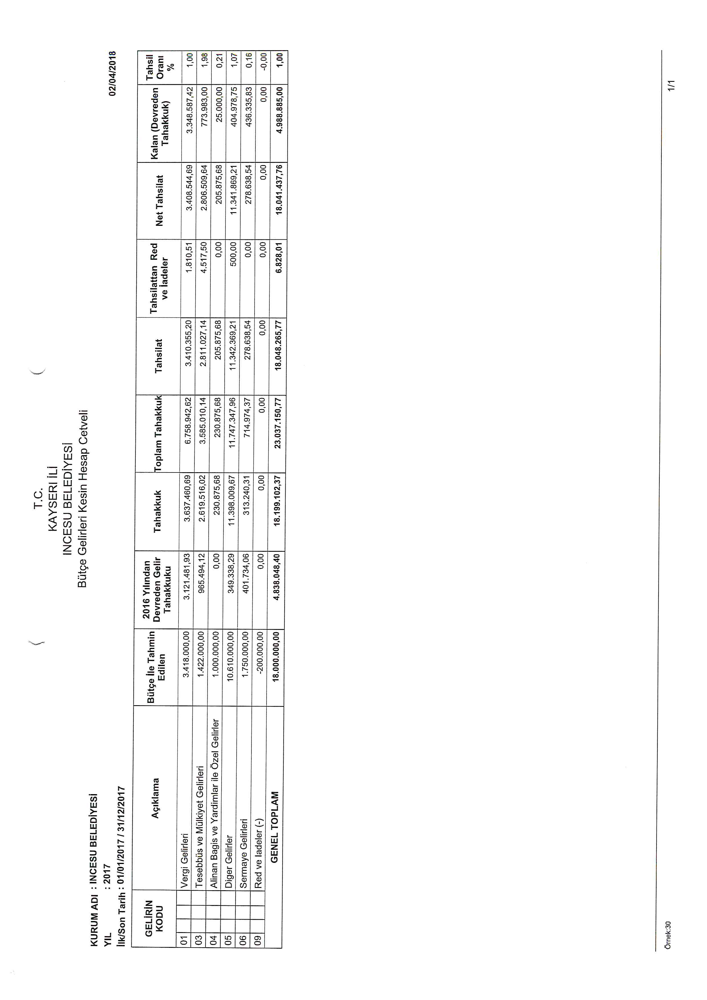 T.C.
KAYSERI İLİ
INCESU BELEDİYESİ
Bütçe Gelirleri Kesin Hesap Cetveli
KURUM ADI : INCESU BELEDİYESİ
YIL : 2017 02/04/2018
İlk/Son Tarih : 01/01/2017 / 31/12/2017
GELİRİN KODU Açıklama Bütçe İle Tahmin Edilen 2016 Yılından Devreden Gelir Tahakkuku Tahakkuk Toplam Tahakkuk Tahsilat Tahsilattan Red ve İadeler Net Tahsilat Kalan (Devreden Tahakkuk) Tahsil Oranı %
01 Vergi Gelirleri 3.418.000,00 3.121.481,93 3.637.460,69 6.758.942,62 3.410.355,20 1.810,51 3.408.544,69 3.348.587,42 1,00
03 Tesebbüs ve Mülkiyet Gelirleri 1.422.000,00 965.494,12 2.619.516,02 3.585.010,14 2.811.027,14 4.517,50 2.806.509,64 773.983,00 1,98
04 Alinan Bagis ve Yardimlar ile Özel Gelirler 1.000.000,00 0,00 230.875,68 230.875,68 205.875,68 0,00 205.875,68 25.000,00 0,21
05 Diger Gelirler 10.610.000,00 349.338,29 11.398.009,67 11.747.347,96 11.342.369,21 500,00 11.341.869,21 404.978,75 1,07
06 Sermaye Gelirleri 1.750.000,00 401.734,06 313.240,31 714.974,37 278.638,54 0,00 278.638,54 436.335,83 0,16
09 Red ve Iadeler (-) -200.000,00 0,00 0,00 0,00 0,00 0,00 0,00 0,00 -0,00
GENEL TOPLAM 18.000.000,00 4.838.048,40 18.199.102,37 23.037.150,77 18.048.265,77 6.828,01 18.041.437,76 4.988.885,00 1,00
Örnek:30 1/1